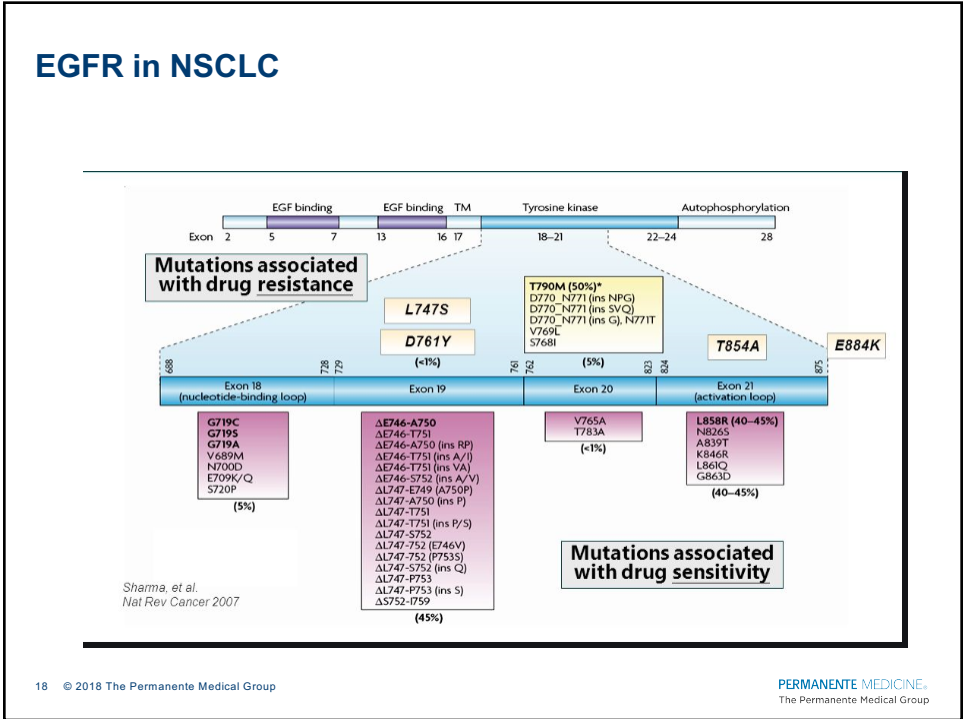 EGFR in NSCLC
EGF binding EGF binding TM Tyrosine kinase Autophosphorylation
Exon 2 5 7 13 16 17 18–21 22–24 28
Mutations associated
with drug resistance
L747S
D761Y
(<1%)
T790M (50%)*
D770_N771 (ins NPG)
D770_N771 (ins SVQ)
D770_N771 (ins G), N771T
V769L
S768I
(5%)
T854A
E884K
688 728 729 761 762 823 824 875
Exon 18
(nucleotide-binding loop)
Exon 19
Exon 20
Exon 21
(activation loop)
G719C
G719S
G719A
V689M
N700D
E709K/Q
S720P
(5%)
ΔE746-A750
ΔE746-T751
ΔE746-A750 (ins RP)
ΔE746-T751 (ins A/I)
ΔE746-T751 (ins VA)
ΔE746-S752 (ins A/V)
ΔL747-E749 (A750P)
ΔL747-A750 (ins P)
ΔL747-T751
ΔL747-T751 (ins P/S)
ΔL747-S752
ΔL747-752 (E746V)
ΔL747-752 (P753S)
ΔL747-S752 (ins Q)
ΔL747-P753
ΔL747-P753 (ins S)
ΔS752-I759
(45%)
V765A
T783A
(<1%)
L858R (40–45%)
N826S
A839T
K846R
L861Q
G863D
(40–45%)
Mutations associated
with drug sensitivity
Sharma, et al.
Nat Rev Cancer 2007
18 © 2018 The Permanente Medical Group
PERMANENTE MEDICINE®
The Permanente Medical Group